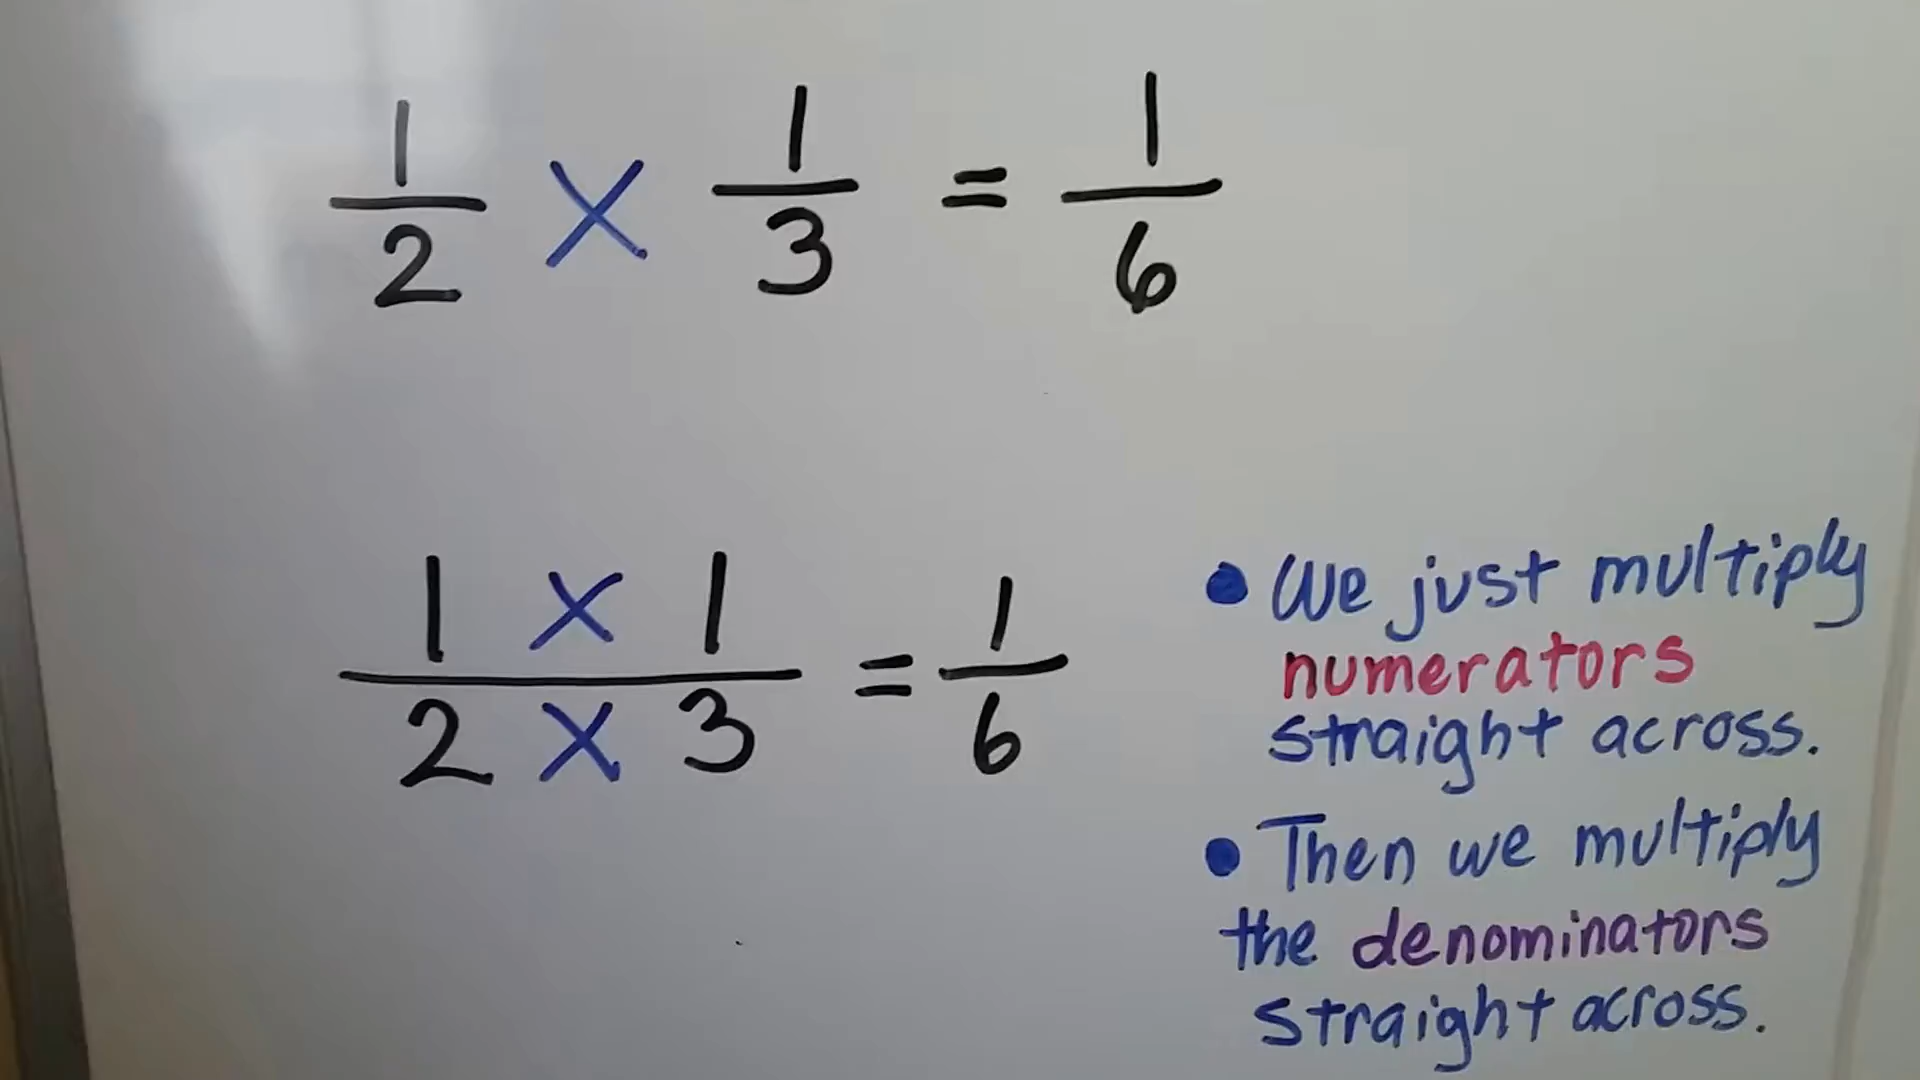 1/2 × 1/3 = 1/6
1 × 1 / 2 × 3 = 1/6
• We just multiply
numerators
straight across.
• Then we multiply
the denominators
straight across.